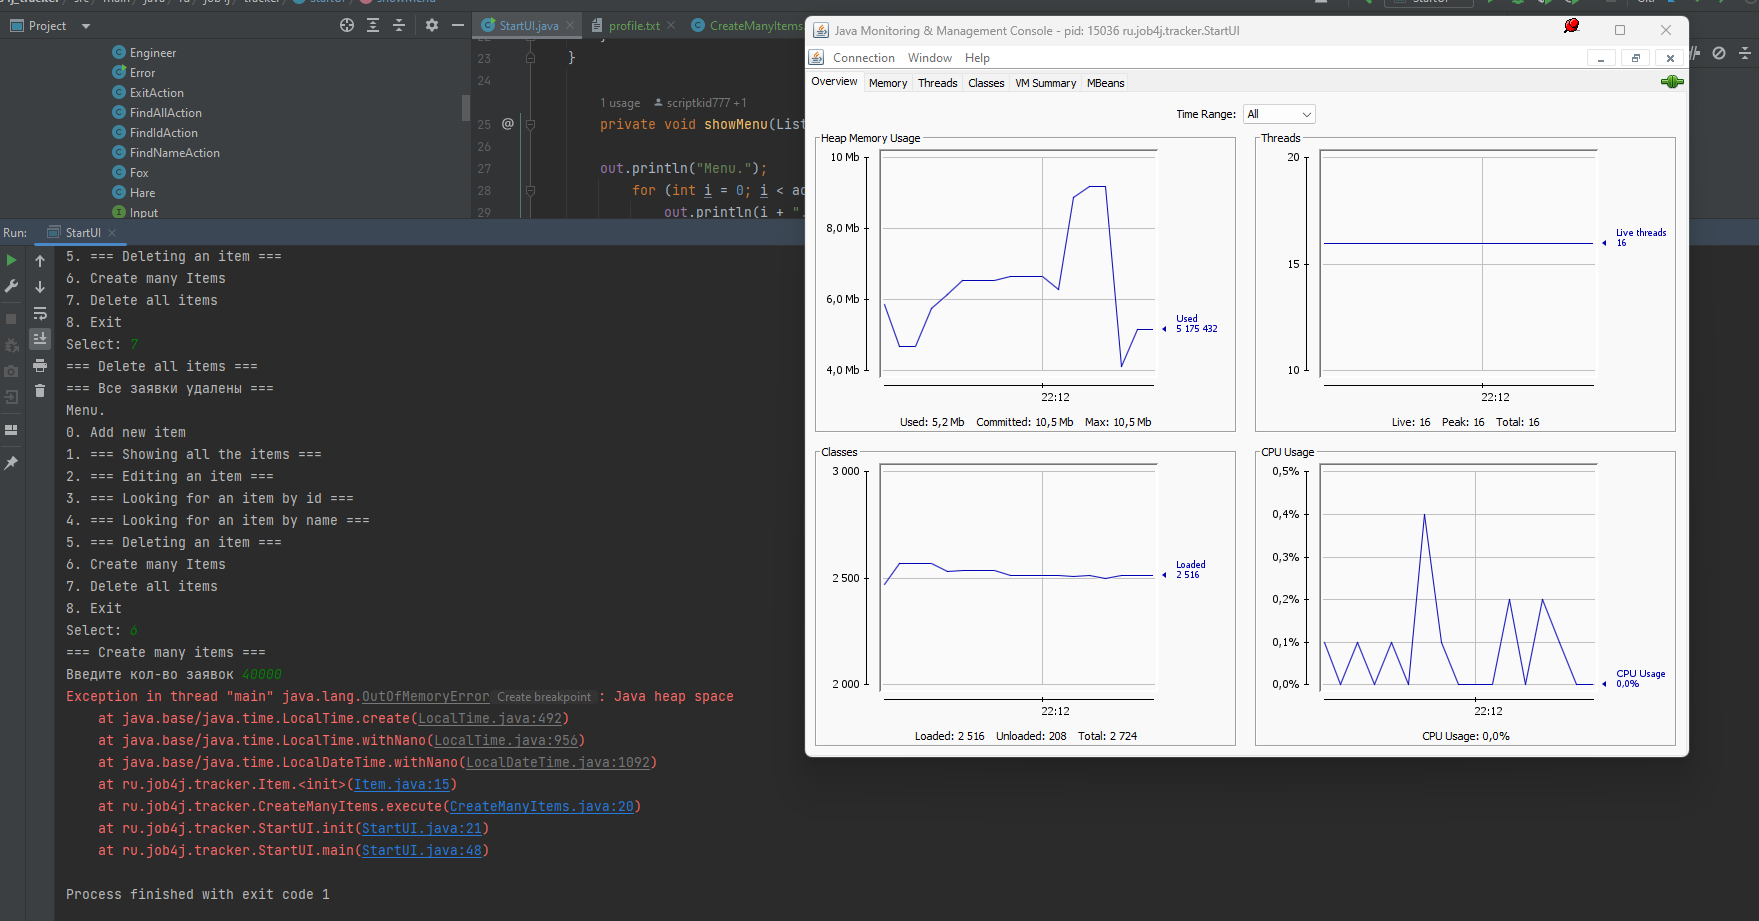 Project
StartUI.java
profile.txt
CreateManyItems
Engineer
Error
ExitAction
FindAllAction
FindIdAction
FindNameAction
Fox
Hare
Input
23 }
24
1 usage scriptkid777 +1
25 @ private void showMenu(List
26
27 out.println("Menu.");
28 for (int i = 0; i < ac
29 out.println(i + ".
Run: StartUI
5. === Deleting an item ===
6. Create many Items
7. Delete all items
8. Exit
Select: 7
=== Delete all items ===
=== Все заявки удалены ===
Menu.
0. Add new item
1. === Showing all the items ===
2. === Editing an item ===
3. === Looking for an item by id ===
4. === Looking for an item by name ===
5. === Deleting an item ===
6. Create many Items
7. Delete all items
8. Exit
Select: 6
=== Create many items ===
Введите кол-во заявок 40000
Exception in thread "main" java.lang.OutOfMemoryError Create breakpoint : Java heap space
at java.base/java.time.LocalTime.create(LocalTime.java:492)
at java.base/java.time.LocalTime.withNano(LocalTime.java:956)
at java.base/java.time.LocalDateTime.withNano(LocalDateTime.java:1092)
at ru.job4j.tracker.Item.<init>(Item.java:15)
at ru.job4j.tracker.CreateManyItems.execute(CreateManyItems.java:20)
at ru.job4j.tracker.StartUI.init(StartUI.java:21)
at ru.job4j.tracker.StartUI.main(StartUI.java:48)
Process finished with exit code 1
Java Monitoring & Management Console - pid: 15036 ru.job4j.tracker.StartUI
Connection Window Help
Overview Memory Threads Classes VM Summary MBeans
Time Range: All
Heap Memory Usage
10 Mb
8,0 Mb
6,0 Mb
4,0 Mb
Used
5 175 432
22:12
Used: 5,2 Mb Committed: 10,5 Mb Max: 10,5 Mb
Threads
20
15
10
Live threads
16
22:12
Live: 16 Peak: 16 Total: 16
Classes
3 000
2 500
2 000
Loaded
2 516
22:12
Loaded: 2 516 Unloaded: 208 Total: 2 724
CPU Usage
0,5%
0,4%
0,3%
0,2%
0,1%
0,0%
CPU Usage
0,0%
22:12
CPU Usage: 0,0%